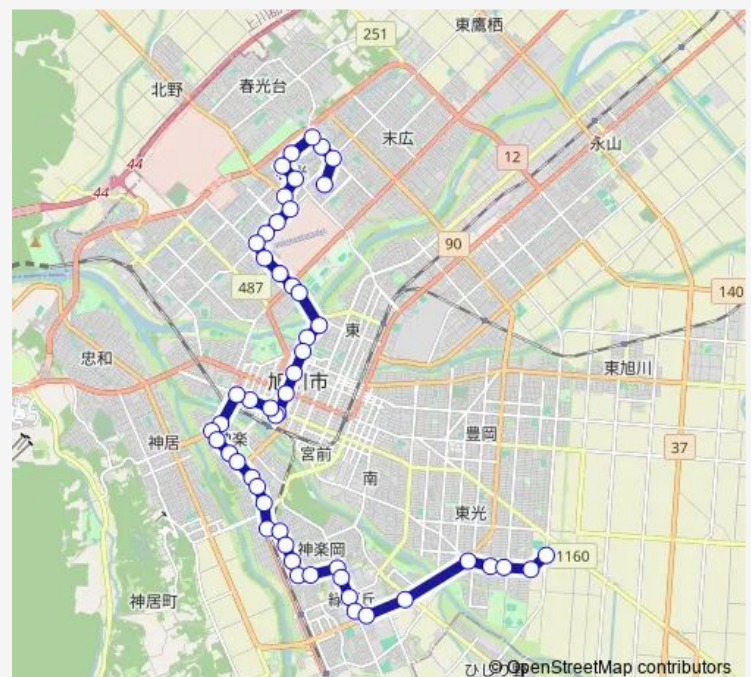 東鷹栖
251
北野
春光台
末広
永山
12
44
44
90
487
140
東
忠和
旭川市
東旭川
神居
神楽
宮前
豊岡
37
南
東光
神楽岡
1160
神居町
緑が丘
© OpenStreetMap contributors